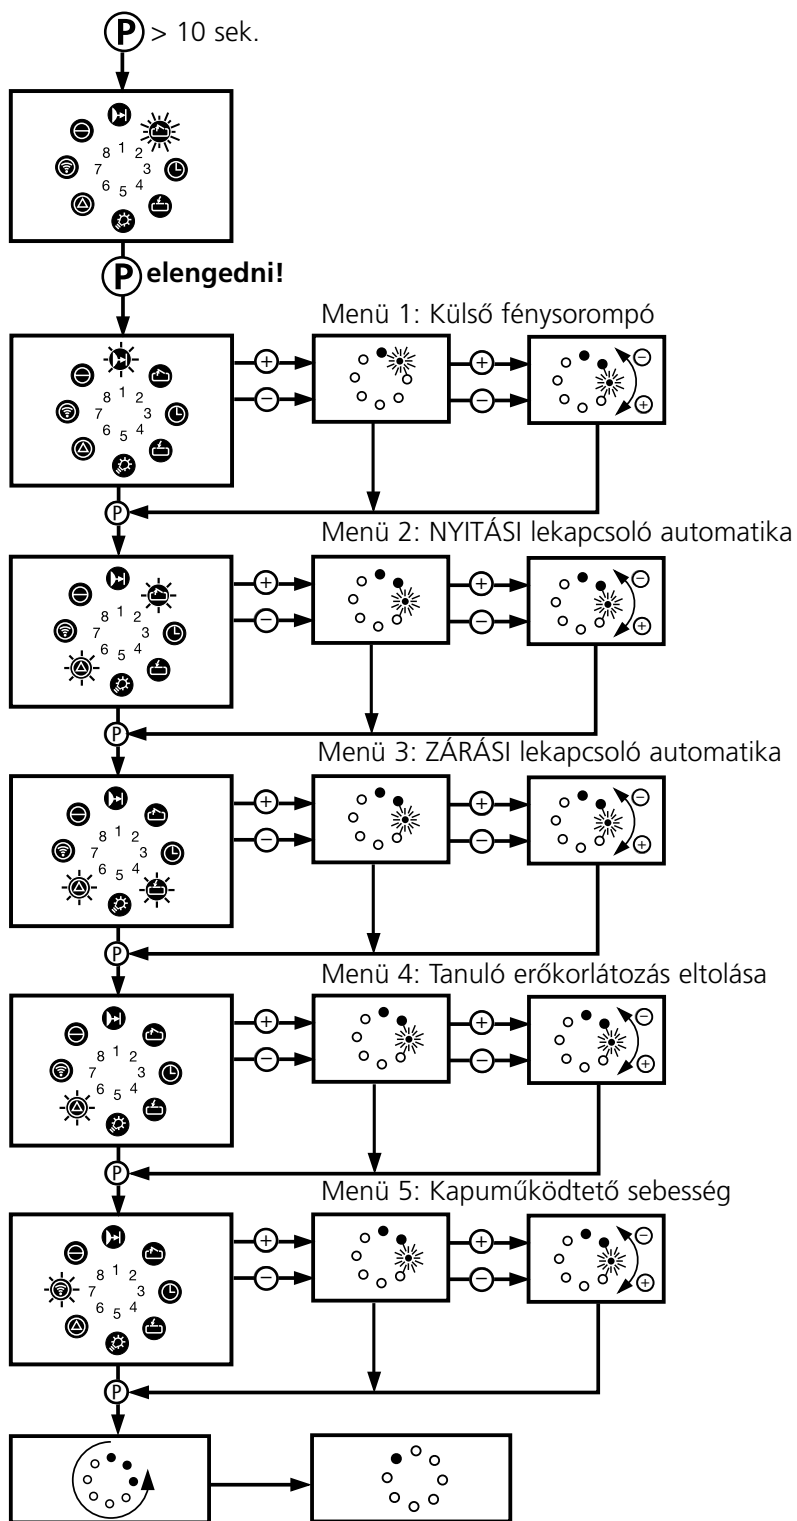 P > 10 sek.
8 1 2
7 3
6 5 4
P elengedni!
Menü 1: Külső fénysorompó
8 1 2
7 3
6 5 4
+ + −
− − +
P
Menü 2: NYITÁSI lekapcsoló automatika
8 1 2
7 3
6 5 4
+ + −
− − +
P
Menü 3: ZÁRÁSI lekapcsoló automatika
8 1 2
7 3
6 5 4
+ + −
− − +
P
Menü 4: Tanuló erőkorlátozás eltolása
8 1 2
7 3
6 5 4
+ + −
− − +
P
Menü 5: Kapuműködtető sebesség
8 1 2
7 3
6 5 4
+ + −
− − +
P